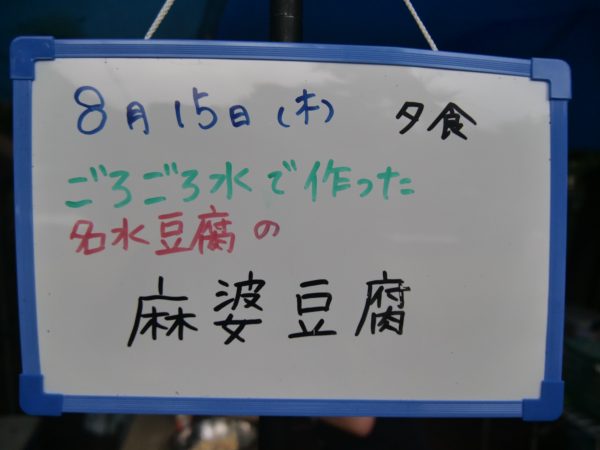 8月15日(木) 夕食
ごろごろ水で作った
名水豆腐の
麻婆豆腐